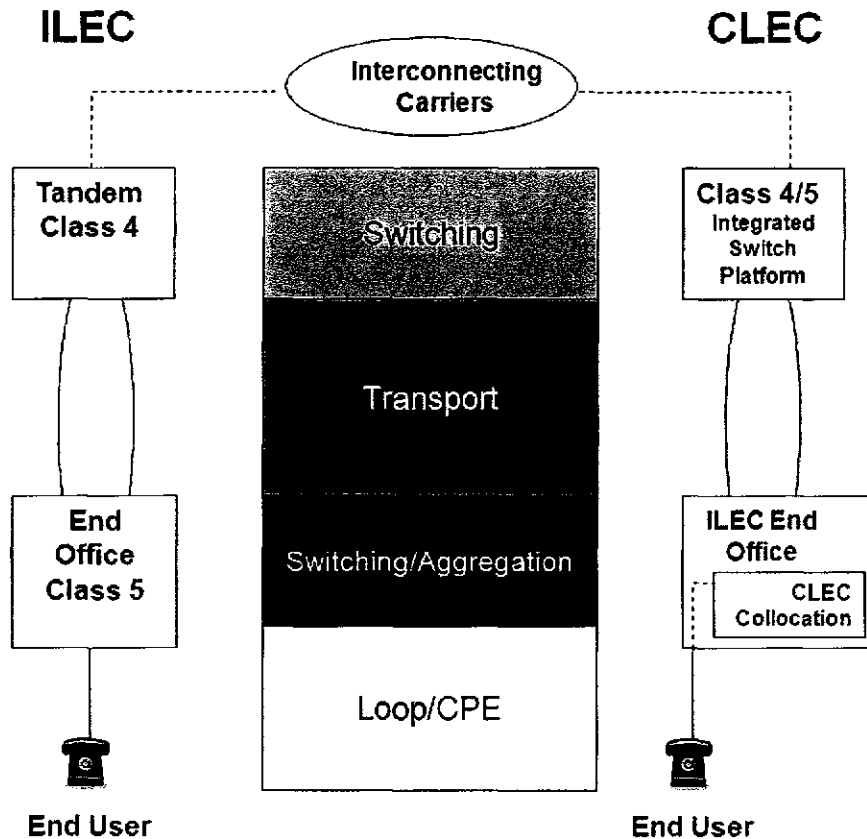 ILEC
CLEC
Interconnecting
Carriers
Tandem
Class 4
Switching
Class 4/5
Integrated
Switch
Platform
Transport
End
Office
Class 5
Switching/Aggregation
ILEC End
Office
CLEC
Collocation
Loop/CPE
End User
End User